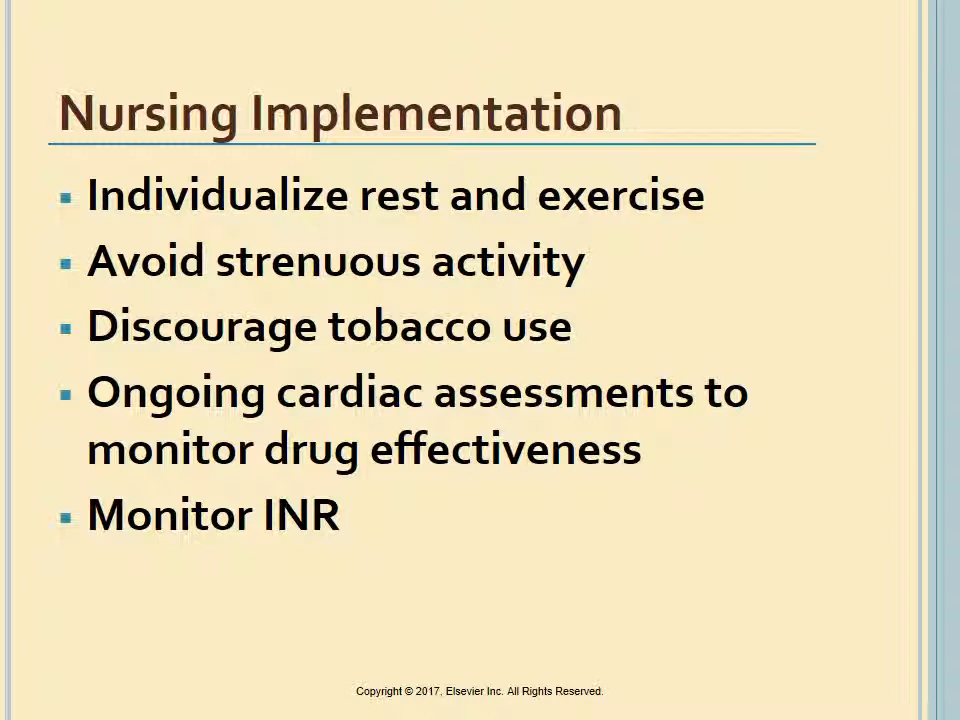 Nursing Implementation
Individualize rest and exercise
Avoid strenuous activity
Discourage tobacco use
Ongoing cardiac assessments to
monitor drug effectiveness
Monitor INR
Copyright © 2017, Elsevier Inc. All Rights Reserved.